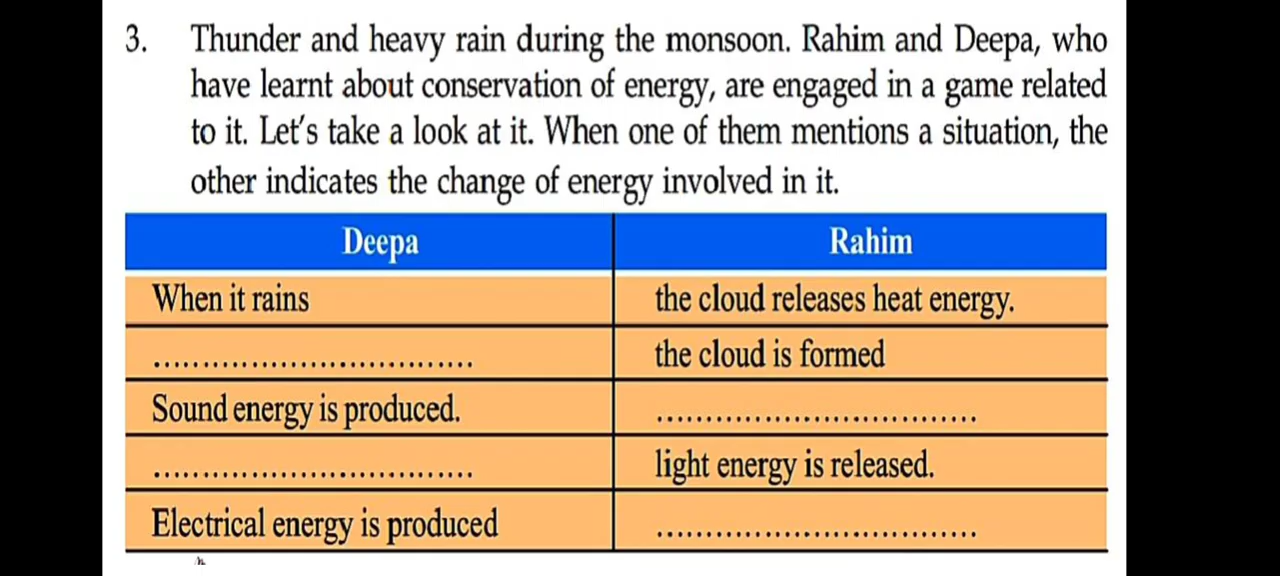 3. Thunder and heavy rain during the monsoon. Rahim and Deepa, who
have learnt about conservation of energy, are engaged in a game related
to it. Let's take a look at it. When one of them mentions a situation, the
other indicates the change of energy involved in it.
Deepa Rahim
When it rains the cloud releases heat energy.
................................ the cloud is formed
Sound energy is produced. ................................
................................ light energy is released.
Electrical energy is produced ................................